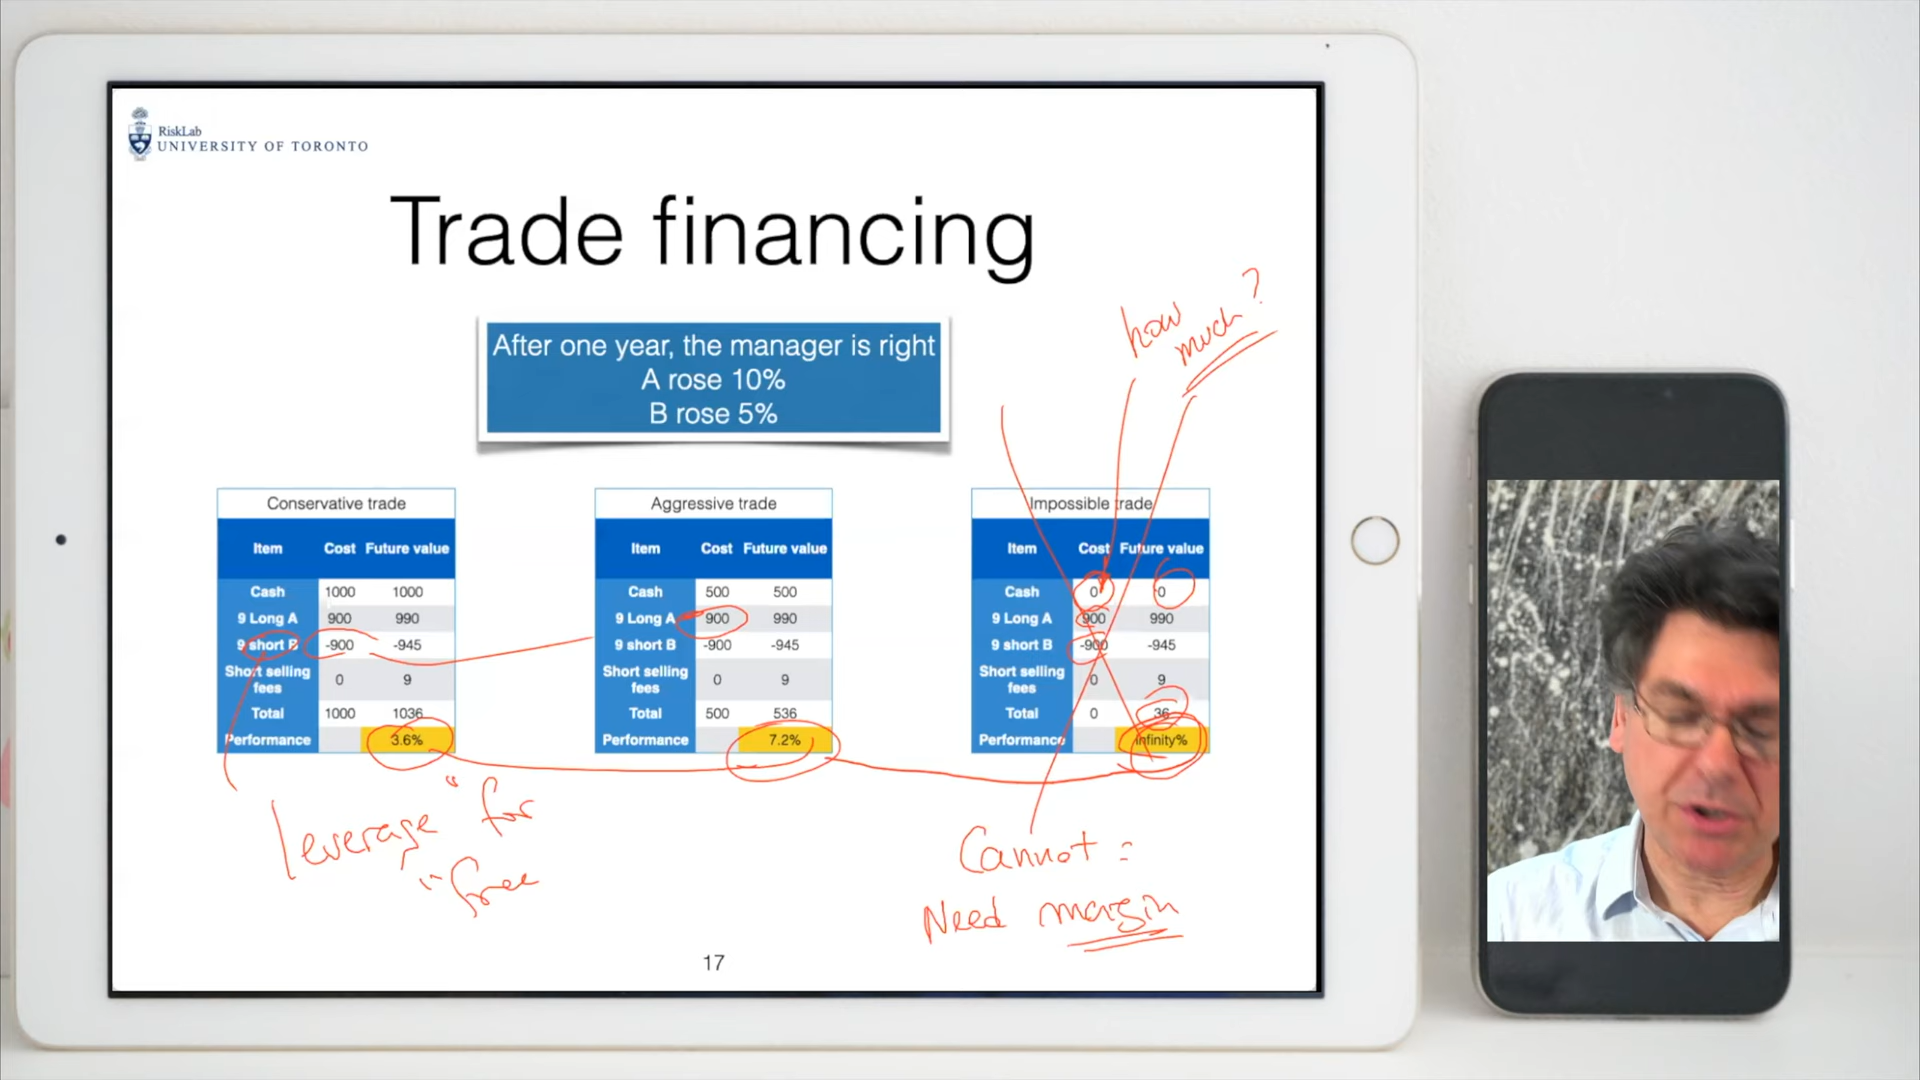 RiskLab
UNIVERSITY OF TORONTO
Trade financing
After one year, the manager is right
A rose 10%
B rose 5%
how
much?
Conservative trade
Item Cost Future value
Cash 1000 1000
9 Long A 900 990
9 short B -900 -945
Short selling
fees 0 9
Total 1000 1036
Performance 3.6%
Aggressive trade
Item Cost Future value
Cash 500 500
9 Long A 900 990
9 short B -900 -945
Short selling
fees 0 9
Total 500 536
Performance 7.2%
Impossible trade
Item Cost Future value
Cash 0 0
9 Long A 900 990
9 short B -900 -945
Short selling
fees 0 9
Total 0 36
Performance infinity%
leverage " for
"free
Cannot =
Need margin
17